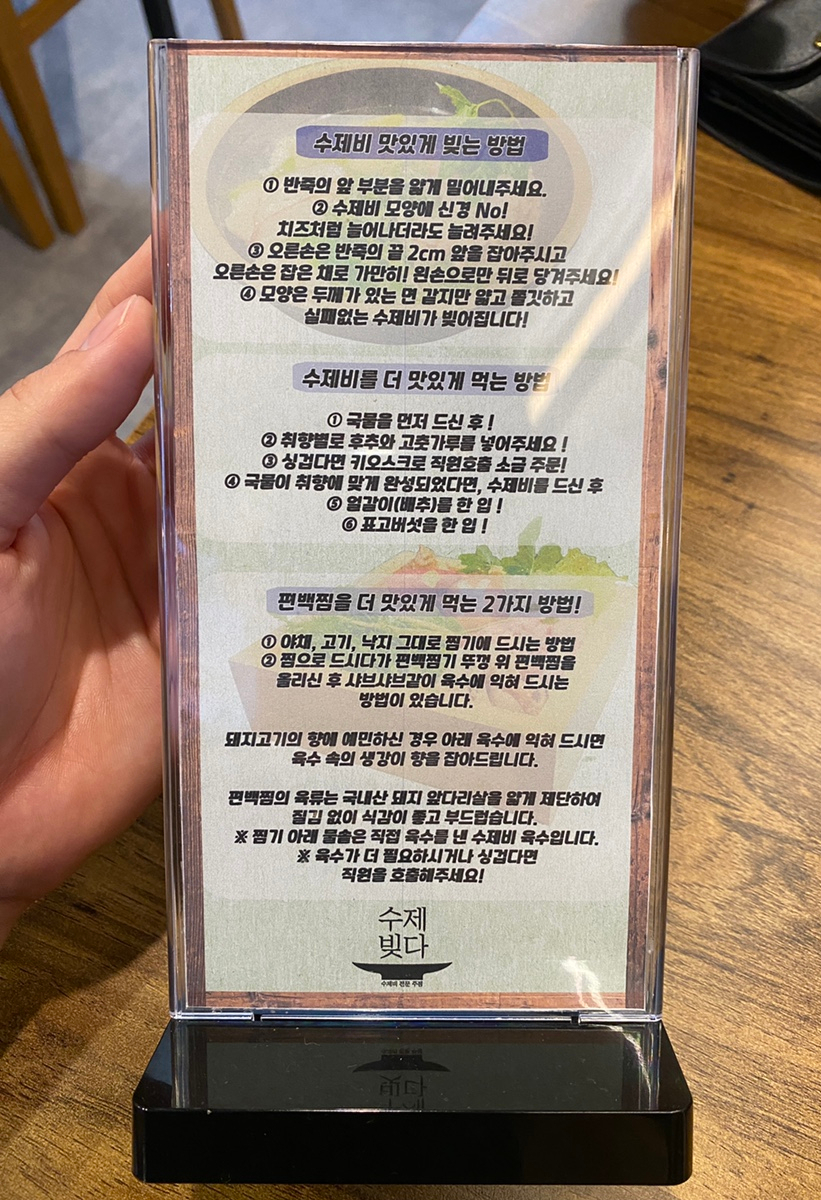 수제비 맛있게 빚는 방법
① 반죽의 앞 부분을 얇게 밀어내주세요.
② 수제비 모양에 신경 No!
치즈처럼 늘어나더라도 늘려주세요!
③ 오른손은 반죽의 끝 2cm 앞을 잡아주시고
오른손은 잡은 채로 가만히! 왼손으로만 뒤로 당겨주세요!
④ 모양은 두께가 있는 면 같지만 얇고 쫄깃하고
실패없는 수제비가 빚어집니다!
수제비를 더 맛있게 먹는 방법
① 국물을 먼저 드신 후 !
② 취향별로 후추와 고춧가루를 넣어주세요 !
③ 싱겁다면 키오스크로 직원호출 소금 주문!
④ 국물이 취향에 맞게 완성되었다면, 수제비를 드신 후
⑤ 얼갈이(배추)를 한 입 !
⑥ 표고버섯을 한 입 !
편백찜을 더 맛있게 먹는 2가지 방법!
① 야채, 고기, 낙지 그대로 찜기에 드시는 방법
② 찜으로 드시다가 편백찜기 뚜껑 위 편백찜을
올리신 후 샤브샤브같이 육수에 익혀 드시는
방법이 있습니다.
돼지고기의 향에 예민하신 경우 아래 육수에 익혀 드시면
육수 속의 생강이 향을 잡아드립니다.
편백찜의 육류는 국내산 돼지 앞다리살을 얇게 제단하여
질김 없이 식감이 좋고 부드럽습니다.
※ 찜기 아래 물솥은 직접 육수를 낸 수제비 육수입니다.
※ 육수가 더 필요하시거나 싱겁다면
직원을 호출해주세요!
수제
빚다
수제비 전문 주점